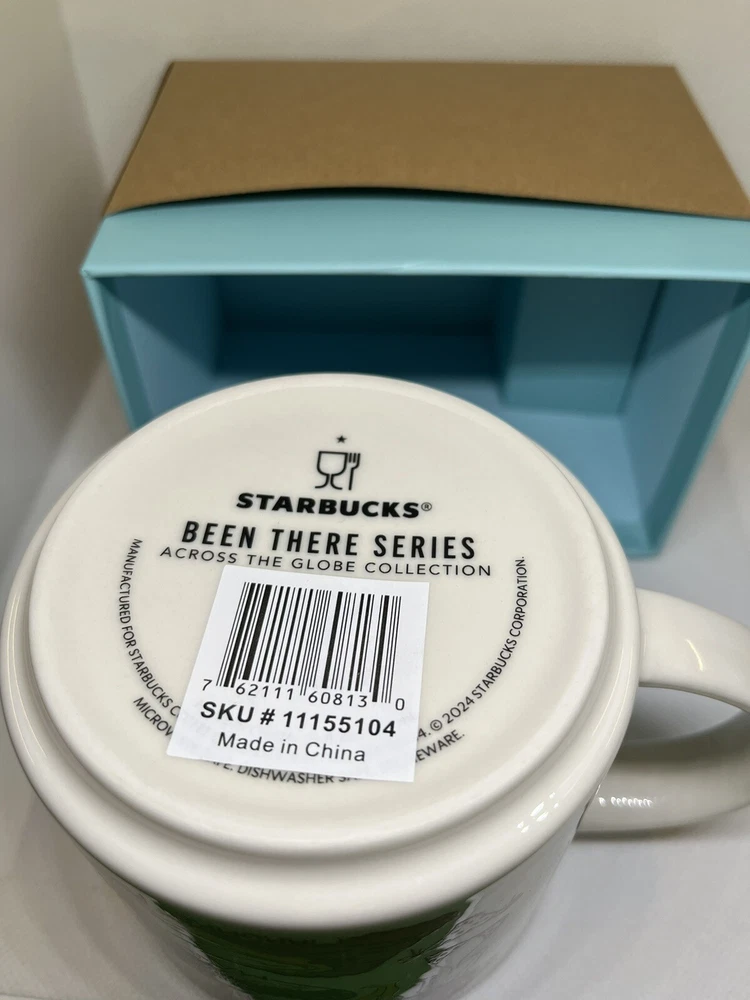 STARBUCKS®
BEEN THERE SERIES
ACROSS THE GLOBE COLLECTION
MANUFACTURED FOR STARBUCKS
© 2024 STARBUCKS CORPORATION.
DISHWASHER
7 62111 60813 0
SKU # 11155104
Made in China